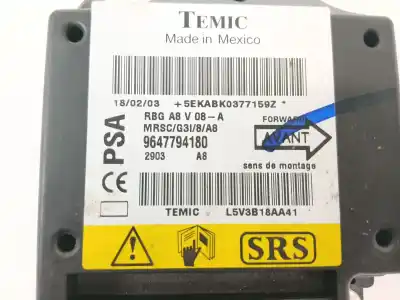 TEMIC
Made in Mexico
18/02/03 +5EKABK0377159Z *
PSA
RBG A8 V 08-A
MRSC/G3I/8/A8
9647794180
2903 A8
FORWARD
AVANT
sens de montage
CE
TEMIC L5V3B18AA41
SRS